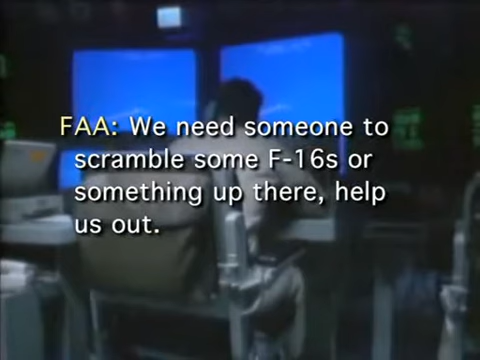 FAA: We need someone to
scramble some F-16s or
something up there, help
us out.